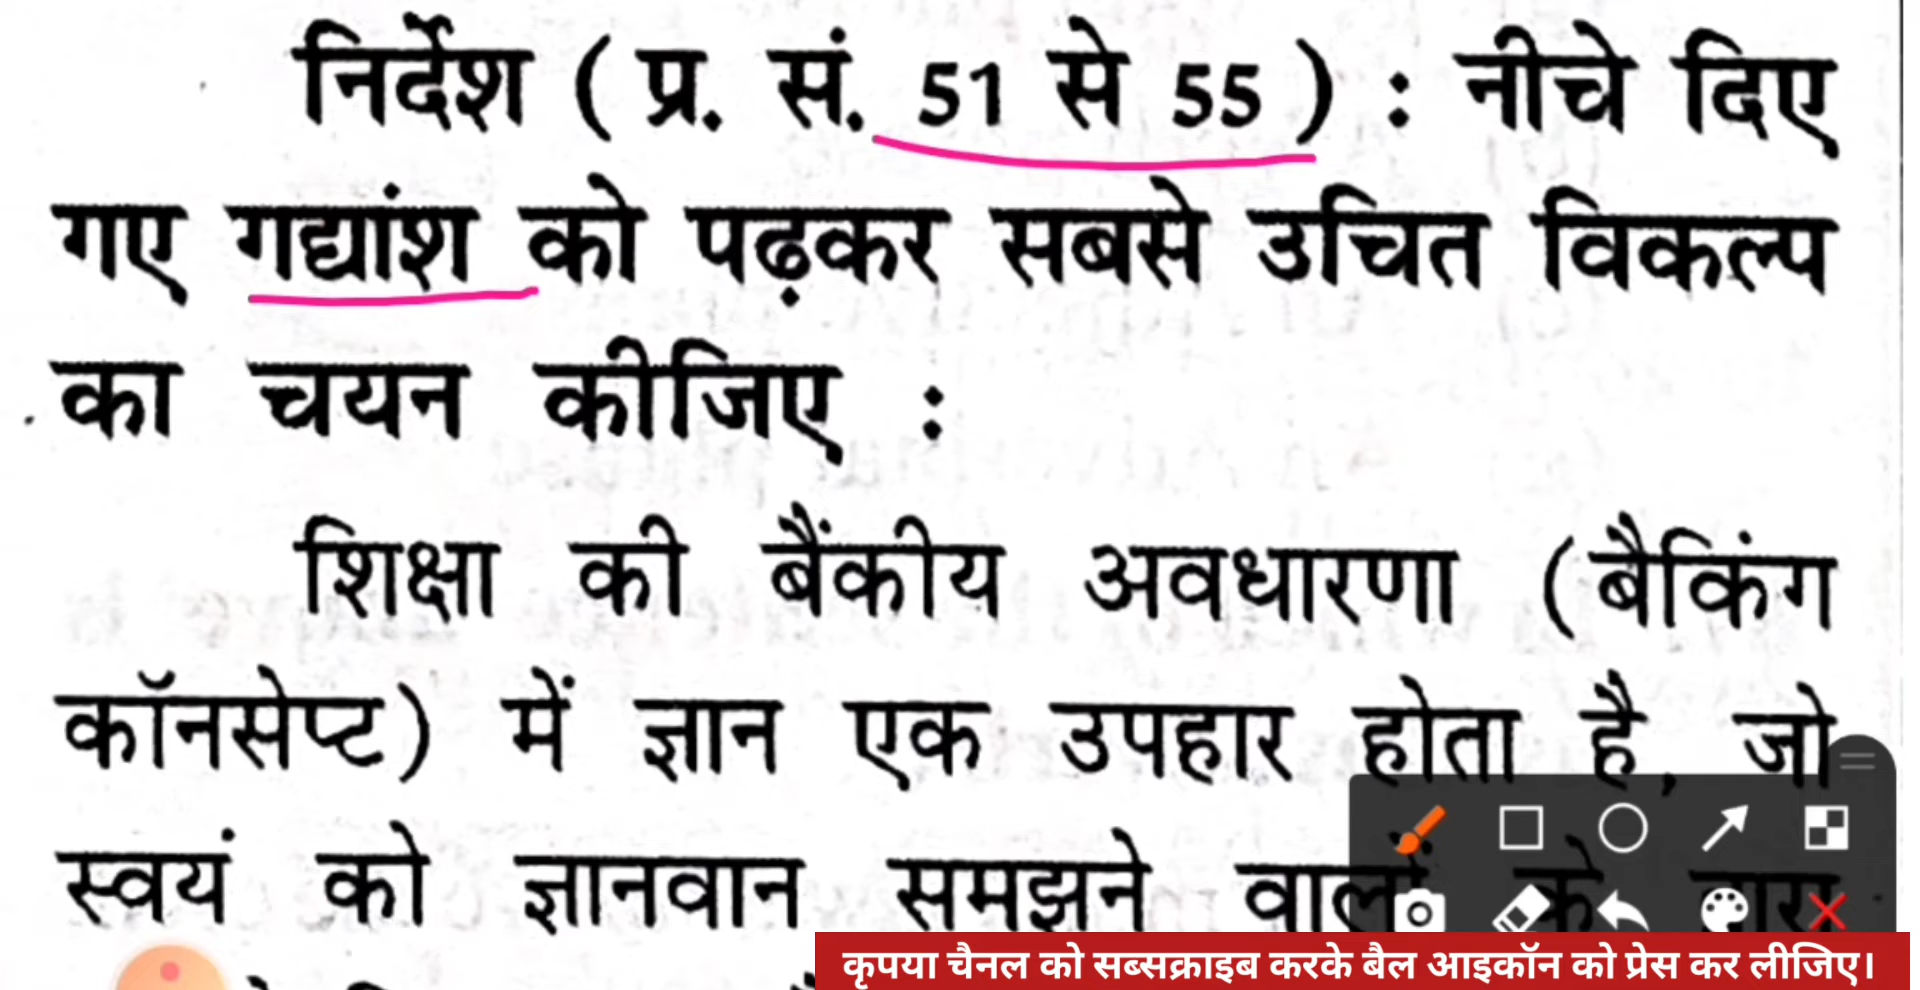 निर्देश ( प्र. सं. 51 से 55 ) : नीचे दिए
गए गद्यांश को पढ़कर सबसे उचित विकल्प
का चयन कीजिए :
शिक्षा की बैंकीय अवधारणा (बैकिंग
कॉनसेप्ट) में ज्ञान एक उपहार होता है, जो
स्वयं को ज्ञानवान समझने वालों के
कृपया चैनल को सब्सक्राइब करके बैल आइकॉन को प्रेस कर लीजिए।